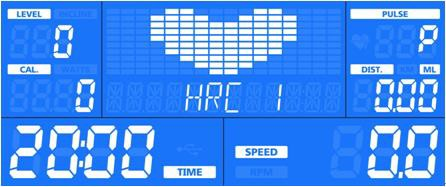 LEVEL INCLINE
0
CAL. WATTS
0
HRC 1
PULSE
P
DIST. KM ML
0.00
20:00
TIME
SPEED
RPM
0.0